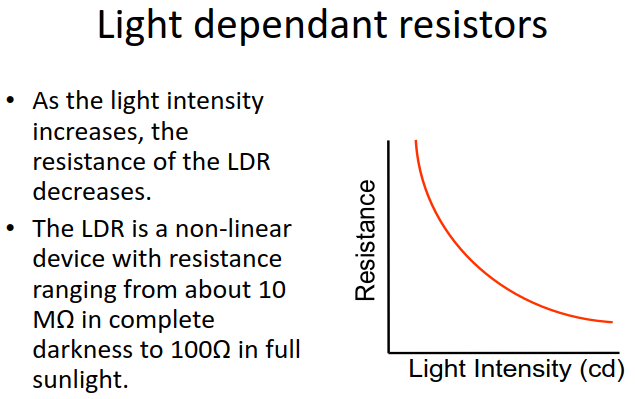 Light dependant resistors
• As the light intensity
increases, the
resistance of the LDR
decreases.
• The LDR is a non-linear
device with resistance
ranging from about 10
MΩ in complete
darkness to 100Ω in full
sunlight.
Resistance
Light Intensity (cd)